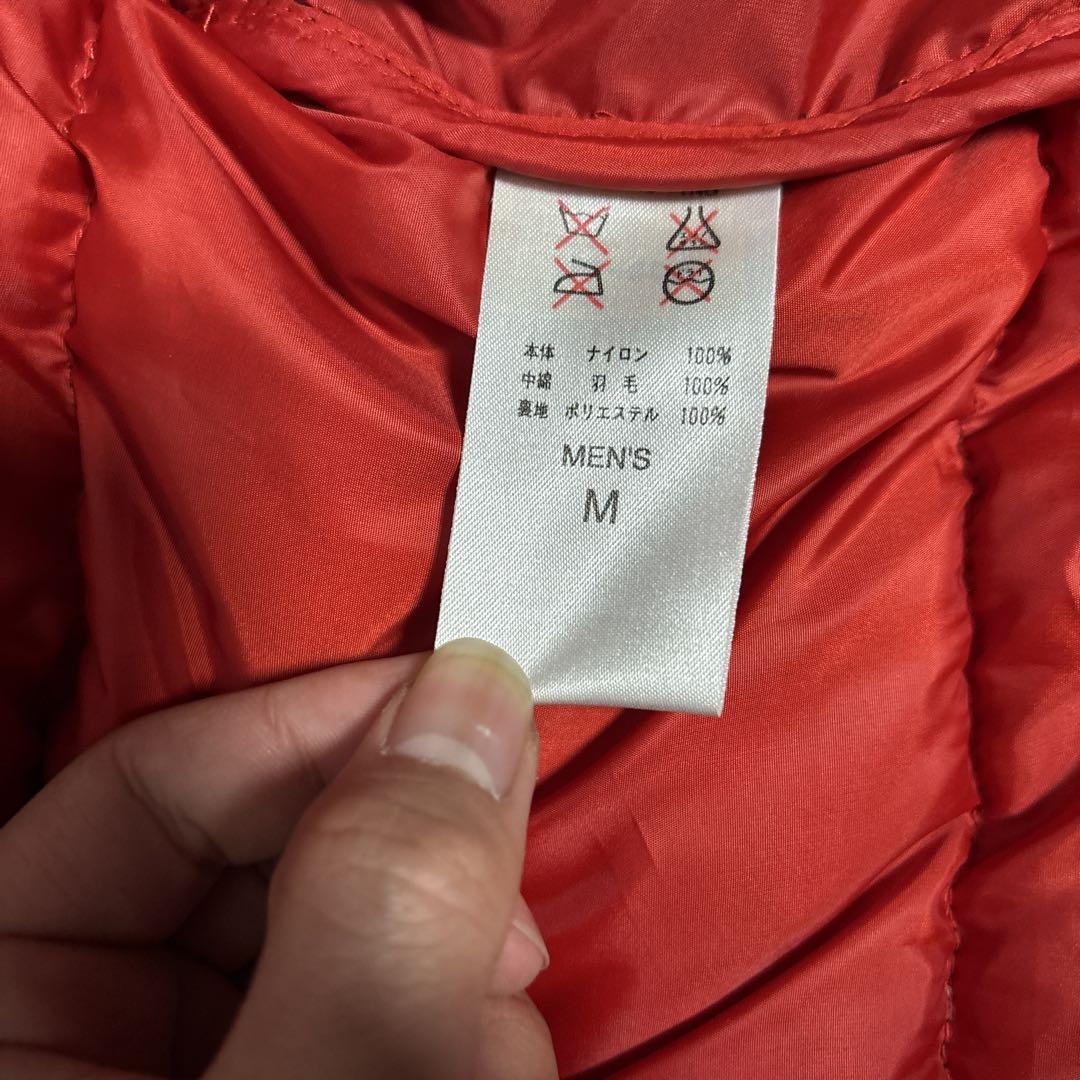 本体 ナイロン 100%
中綿 羽毛 100%
裏地 ポリエステル 100%
MEN'S
M